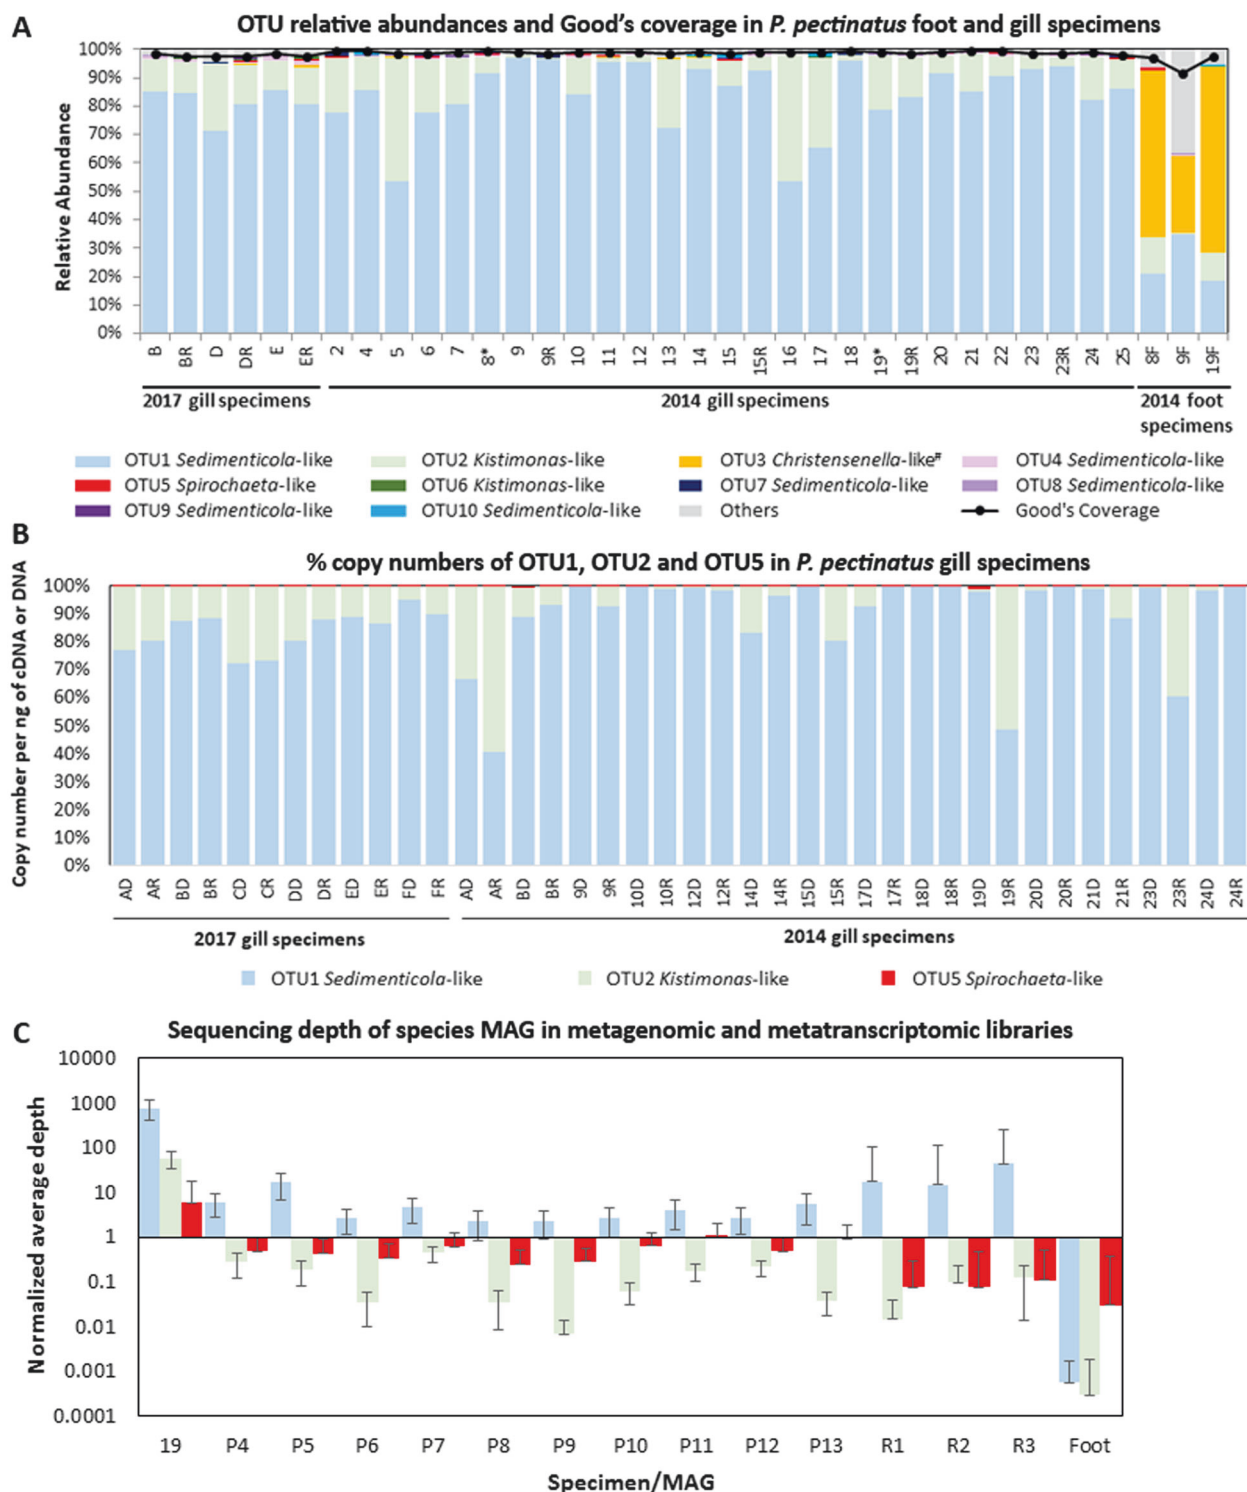 A
OTU relative abundances and Good's coverage in P. pectinatus foot and gill specimens
Relative Abundance
100%
90%
80%
70%
60%
50%
40%
30%
20%
10%
0%
B BR D DR E ER 2 4 5 6 7 8* 9 9R 10 11 12 13 14 15 15R 16 17 18 19* 19R 20 21 22 23 23R 24 25 8F 9F 19F
2017 gill specimens 2014 gill specimens 2014 foot specimens
OTU1 Sedimenticola-like OTU2 Kistimonas-like OTU3 Christensenella-like# OTU4 Sedimenticola-like
OTU5 Spirochaeta-like OTU6 Kistimonas-like OTU7 Sedimenticola-like OTU8 Sedimenticola-like
OTU9 Sedimenticola-like OTU10 Sedimenticola-like Others Good's Coverage
B
% copy numbers of OTU1, OTU2 and OTU5 in P. pectinatus gill specimens
Copy number per ng of cDNA or DNA
100%
90%
80%
70%
60%
50%
40%
30%
20%
10%
0%
AD AR BD BR CD CR DD DR ED ER FD FR AD AR BD BR 9D 9R 10D 10R 12D 12R 14D 14R 15D 15R 17D 17R 18D 18R 19D 19R 20D 20R 21D 21R 23D 23R 24D 24R
2017 gill specimens 2014 gill specimens
OTU1 Sedimenticola-like OTU2 Kistimonas-like OTU5 Spirochaeta-like
C
Sequencing depth of species MAG in metagenomic and metatranscriptomic libraries
Normalized average depth
10000
1000
100
10
1
0.1
0.01
0.001
0.0001
19 P4 P5 P6 P7 P8 P9 P10 P11 P12 P13 R1 R2 R3 Foot
Specimen/MAG